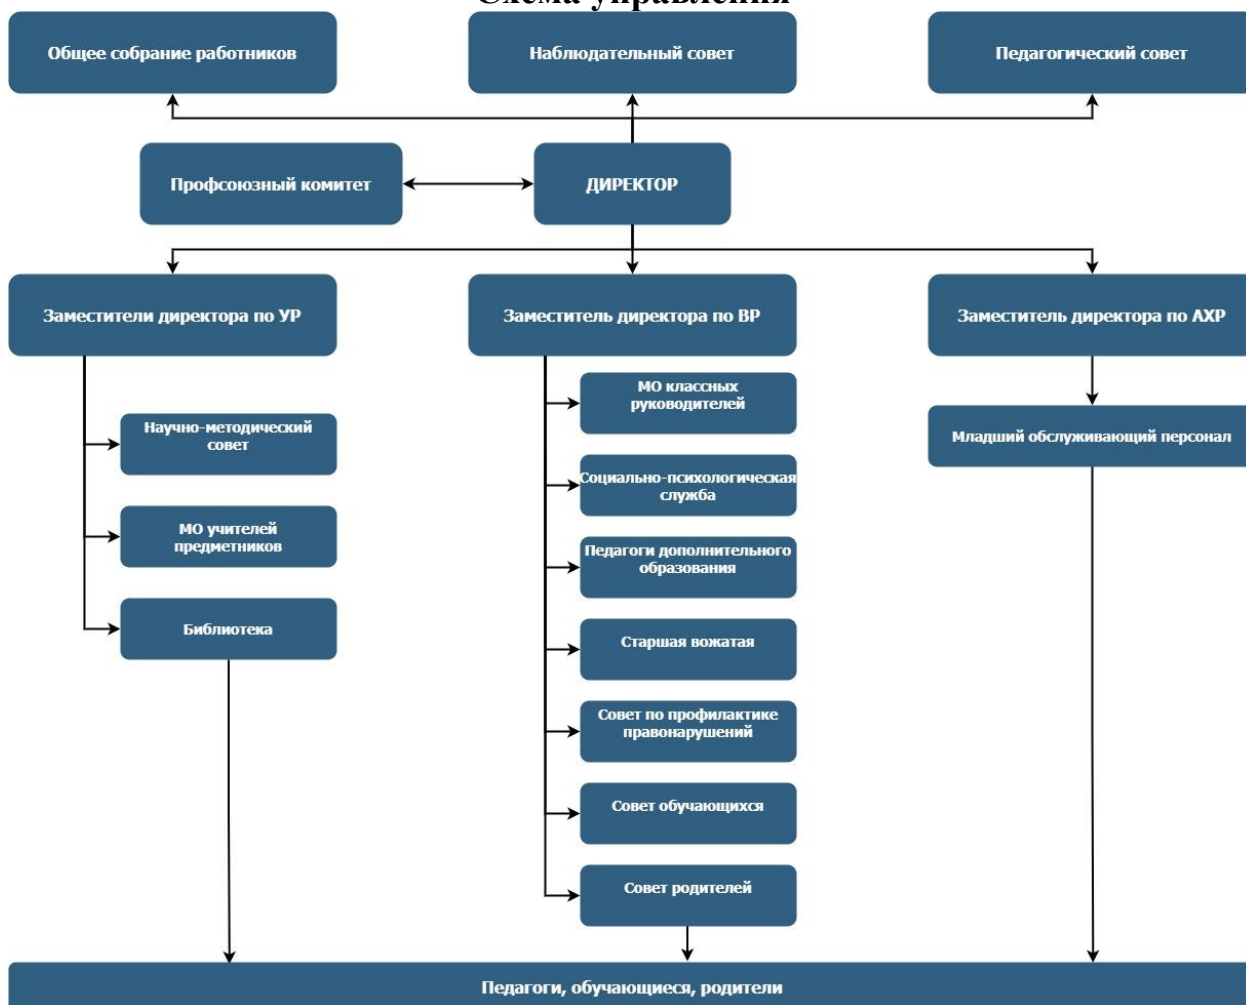 Схема управления
Общее собрание работников
Наблюдательный совет
Педагогический совет
Профсоюзный комитет
ДИРЕКТОР
Заместители директора по УР
Заместитель директора по ВР
Заместитель директора по АХР
Научно-методический
совет
МО учителей
предметников
Библиотека
МО классных
руководителей
Социально-психологическая
служба
Педагоги дополнительного
образования
Старшая вожатая
Совет по профилактике
правонарушений
Совет обучающихся
Совет родителей
Младший обслуживающий персонал
Педагоги, обучающиеся, родители